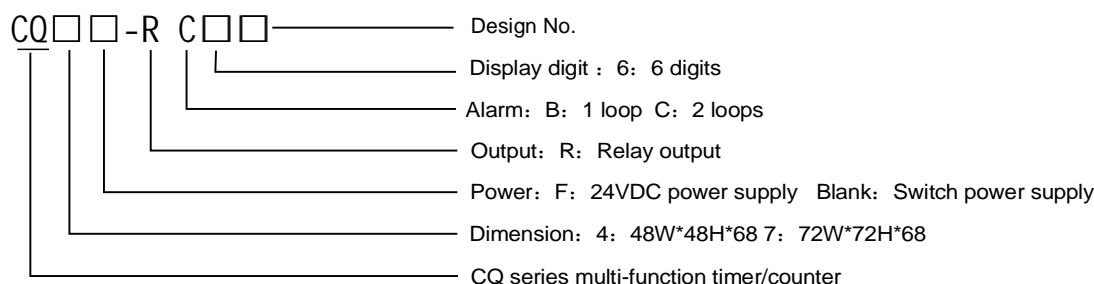 CQ□□-R C□□ Design No.
Display digit：6：6 digits
Alarm：B：1 loop C：2 loops
Output：R：Relay output
Power：F：24VDC power supply Blank：Switch power supply
Dimension：4：48W*48H*68 7：72W*72H*68
CQ series multi-function timer/counter